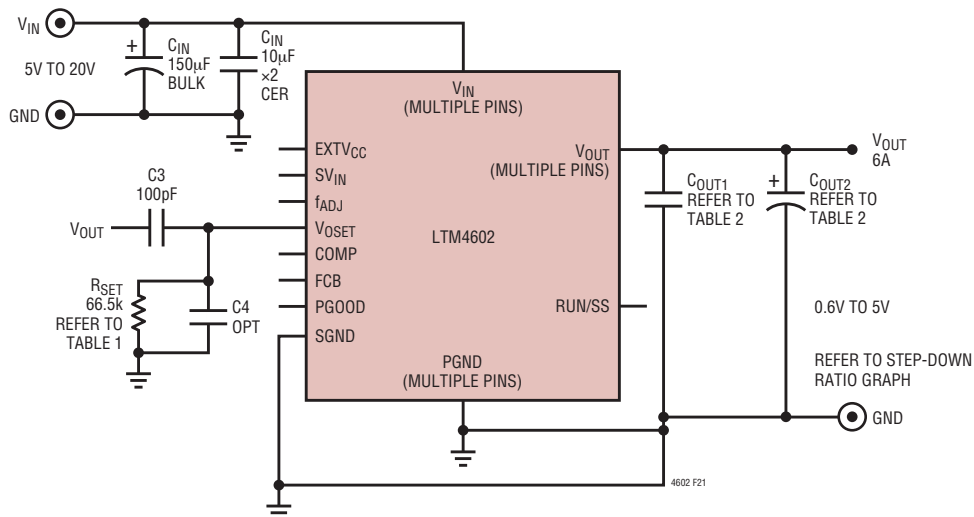 VIN
5V TO 20V
GND
+
CIN
150µF
BULK
CIN
10µF
×2
CER
VIN
(MULTIPLE PINS)
EXTVCC
SVIN
fADJ
VOSET
COMP
FCB
PGOOD
SGND
LTM4602
VOUT
(MULTIPLE PINS)
RUN/SS
PGND
(MULTIPLE PINS)
C3
100pF
VOUT
RSET
66.5k
REFER TO
TABLE 1
C4
OPT
COUT1
REFER TO
TABLE 2
+
COUT2
REFER TO
TABLE 2
VOUT
6A
0.6V TO 5V
REFER TO STEP-DOWN
RATIO GRAPH
GND
4602 F21